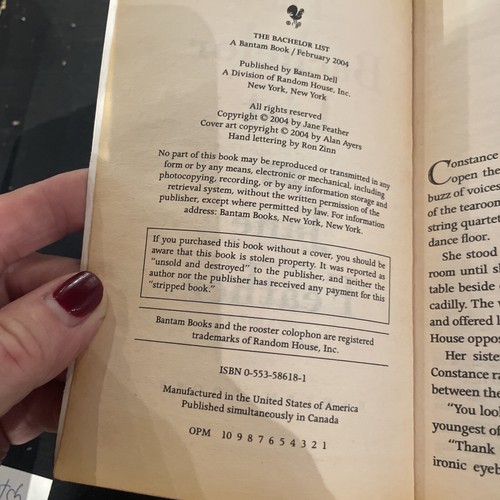 THE BACHELOR LIST
A Bantam Book / February 2004
Published by Bantam Dell
A Division of Random House, Inc.
New York, New York
All rights reserved
Copyright © 2004 by Jane Feather
Cover art copyright © 2004 by Alan Ayers
Hand lettering by Ron Zinn
No part of this book may be reproduced or transmitted in any
form or by any means, electronic or mechanical, including
photocopying, recording, or by any information storage and
retrieval system, without the written permission of the
publisher, except where permitted by law. For information
address: Bantam Books, New York, New York.
If you purchased this book without a cover, you should be
aware that this book is stolen property. It was reported as
"unsold and destroyed" to the publisher, and neither the
author nor the publisher has received any payment for this
"stripped book."
Bantam Books and the rooster colophon are registered
trademarks of Random House, Inc.
ISBN 0-553-58618-1
Manufactured in the United States of America
Published simultaneously in Canada
OPM 10 9 8 7 6 5 4 3 2 1
Constance
open the
buzz of voices
of the tearoom
string quartet
dance floor.
She stood
room until s
table beside
cadilly. The
and offered
House oppos
Her siste
Constance ra
between the
"You loo
youngest of
"Thank
ironic eyeb